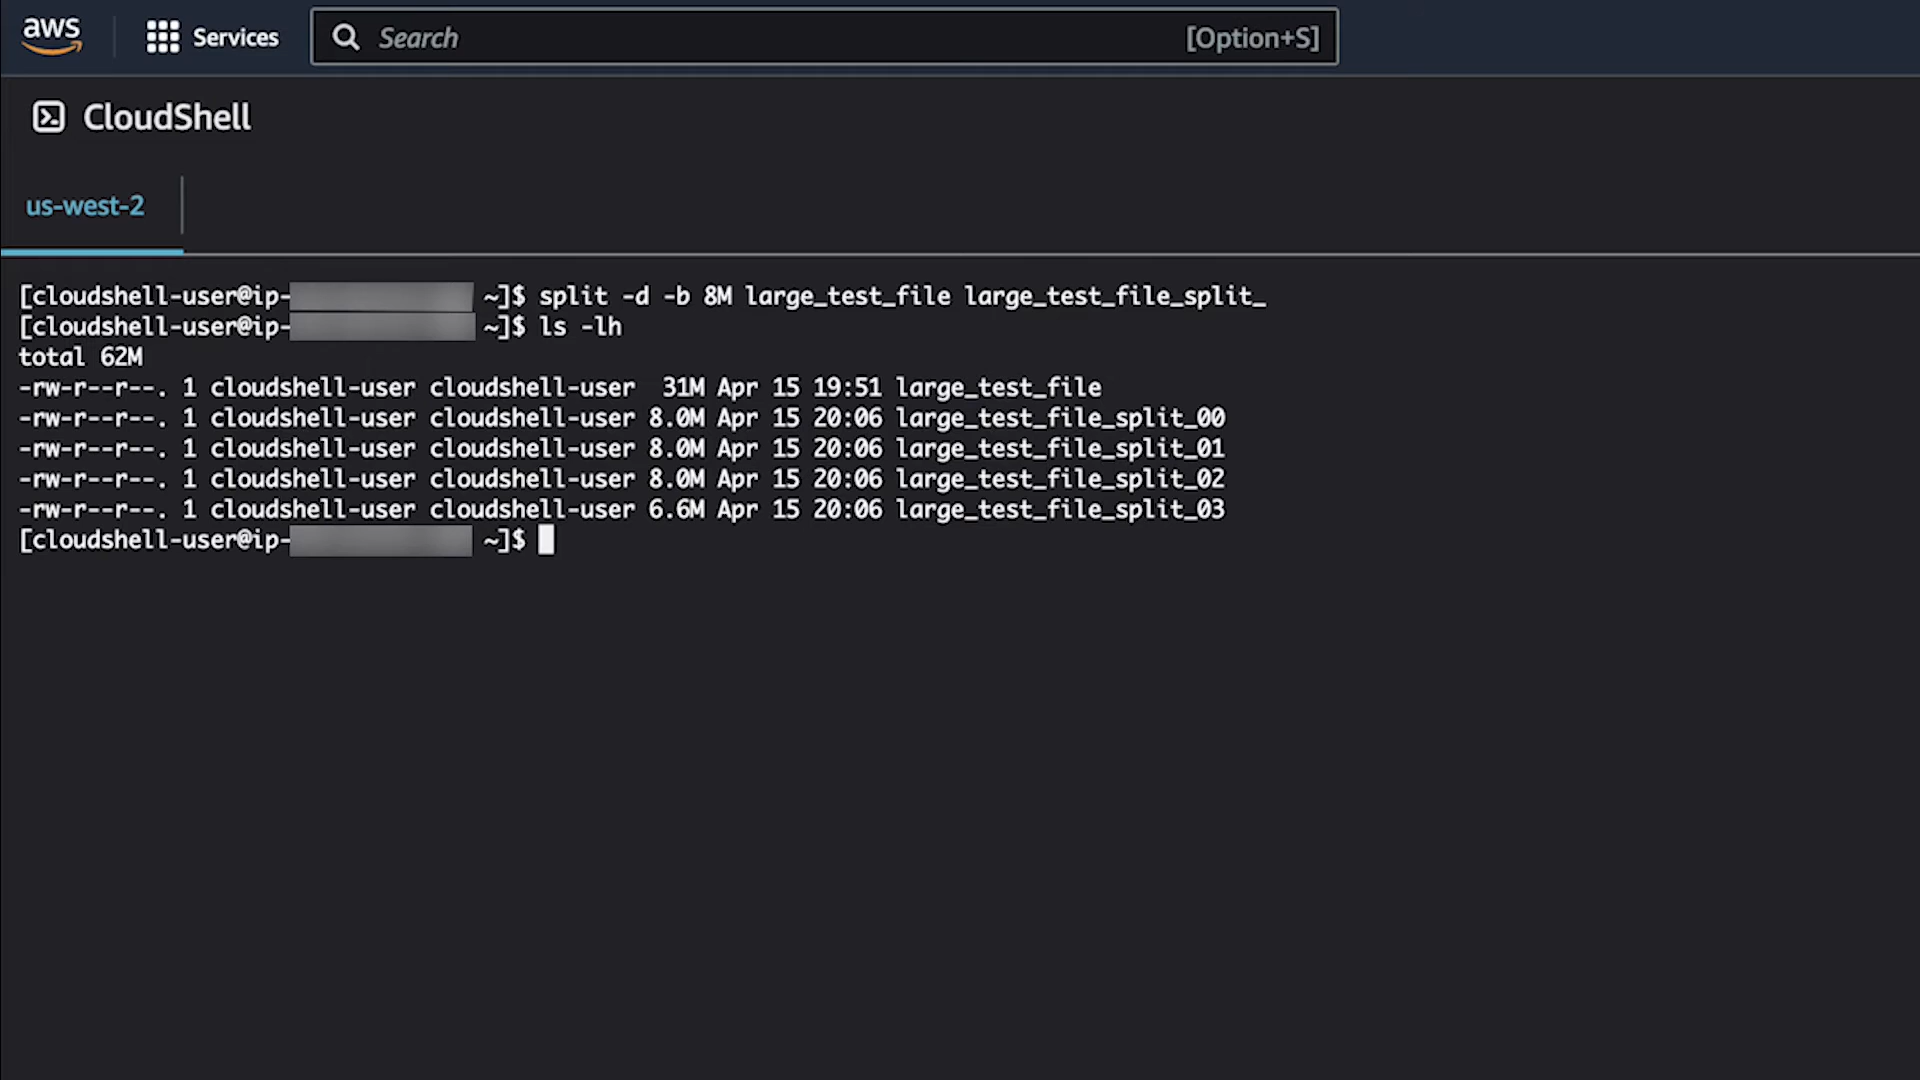 aws
Services
Search
[Option+S]
CloudShell
us-west-2
[cloudshell-user@ip- ~]$ split -d -b 8M large_test_file large_test_file_split_
[cloudshell-user@ip- ~]$ ls -lh
total 62M
-rw-r--r--. 1 cloudshell-user cloudshell-user  31M Apr 15 19:51 large_test_file
-rw-r--r--. 1 cloudshell-user cloudshell-user 8.0M Apr 15 20:06 large_test_file_split_00
-rw-r--r--. 1 cloudshell-user cloudshell-user 8.0M Apr 15 20:06 large_test_file_split_01
-rw-r--r--. 1 cloudshell-user cloudshell-user 8.0M Apr 15 20:06 large_test_file_split_02
-rw-r--r--. 1 cloudshell-user cloudshell-user 6.6M Apr 15 20:06 large_test_file_split_03
[cloudshell-user@ip- ~]$